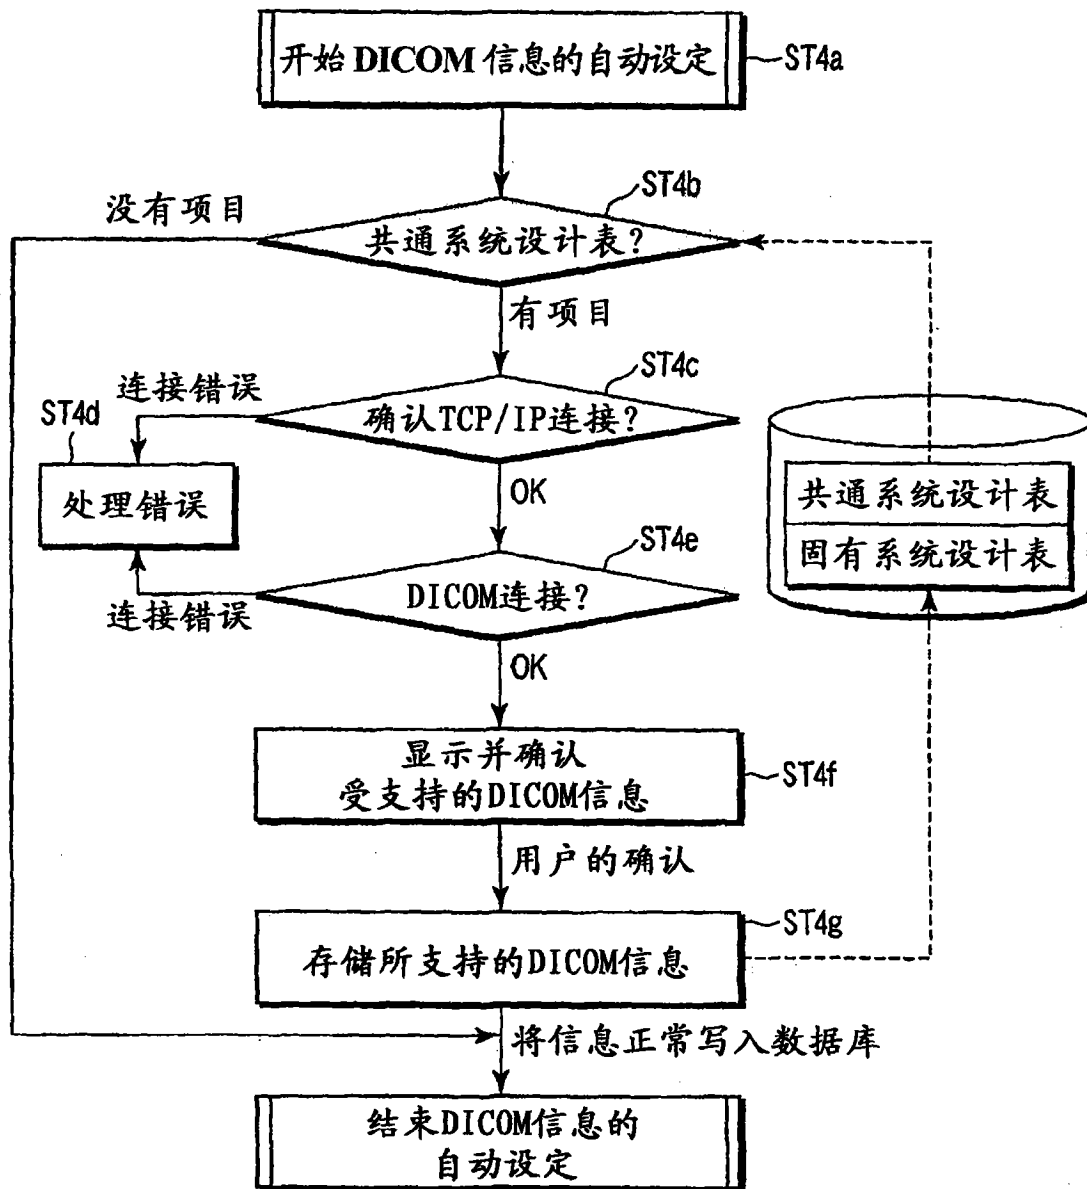 开始DICOM信息的自动设定
ST4a
ST4b
没有项目
共通系统设计表?
有项目
ST4c
连接错误
ST4d
确认TCP/IP连接?
处理错误
OK
共通系统设计表
固有系统设计表
ST4e
DICOM连接?
连接错误
OK
显示并确认
受支持的DICOM信息
ST4f
用户的确认
ST4g
存储所支持的DICOM信息
将信息正常写入数据库
结束DICOM信息的
自动设定